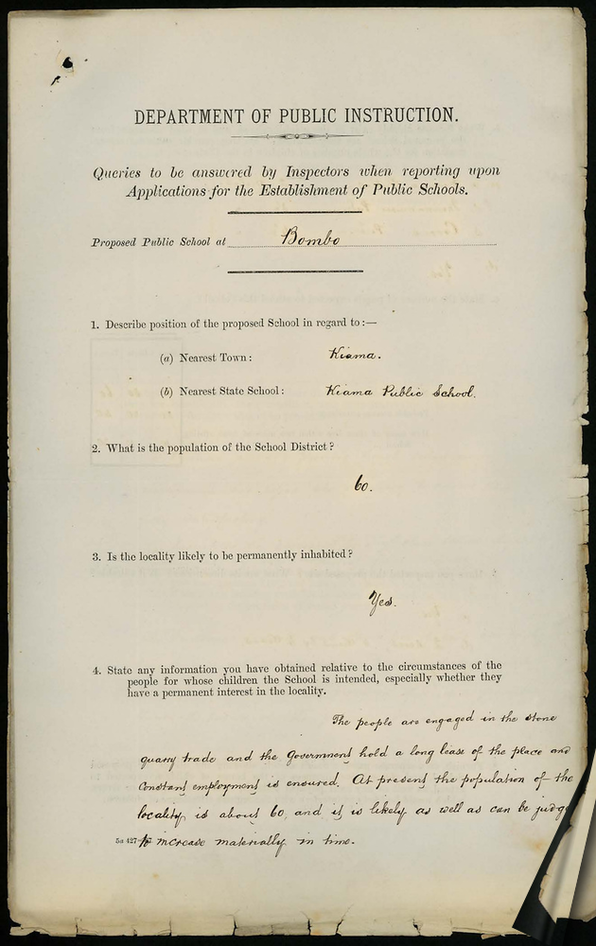 DEPARTMENT OF PUBLIC INSTRUCTION.
Queries to be answered by Inspectors when reporting upon
Applications for the Establishment of Public Schools.
Proposed Public School at Bombo
1. Describe position of the proposed School in regard to:—
(a) Nearest Town: Kiama.
(b) Nearest State School: Kiama Public School.
2. What is the population of the School District?
60.
3. Is the locality likely to be permanently inhabited?
Yes.
4. State any information you have obtained relative to the circumstances of the
people for whose children the School is intended, especially whether they
have a permanent interest in the locality.
The people are engaged in the stone
quarry trade and the Government hold a long lease of the place and
constant employment is ensured. At present the population of the
locality is about 60, and it is likely as well as can be judge
5a 427- to increase materially in time.